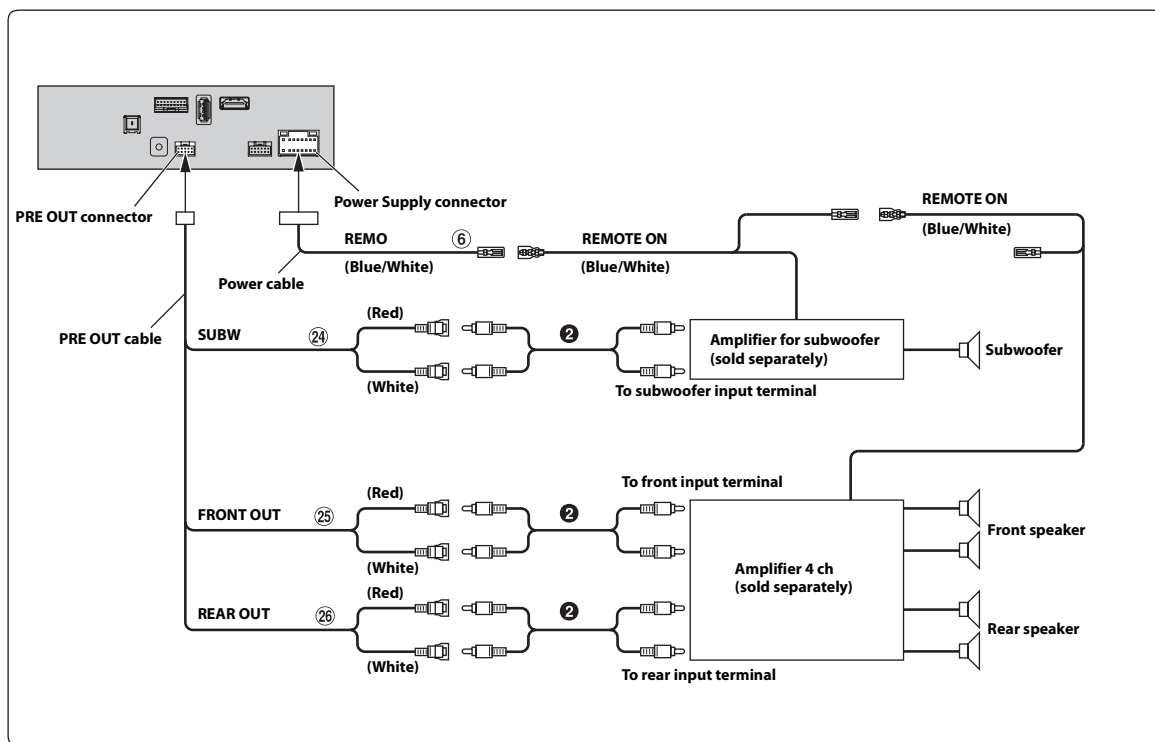 PRE OUT connector
Power Supply connector
REMOTE ON
(Blue/White)
REMO
⑥
REMOTE ON
(Blue/White)
(Blue/White)
Power cable
PRE OUT cable
SUBW
㉔
(Red)
(White)
❷
Amplifier for subwoofer
(sold separately)
Subwoofer
To subwoofer input terminal
To front input terminal
FRONT OUT
㉕
(Red)
(White)
❷
Front speaker
Amplifier 4 ch
(sold separately)
REAR OUT
㉖
(Red)
(White)
❷
Rear speaker
To rear input terminal